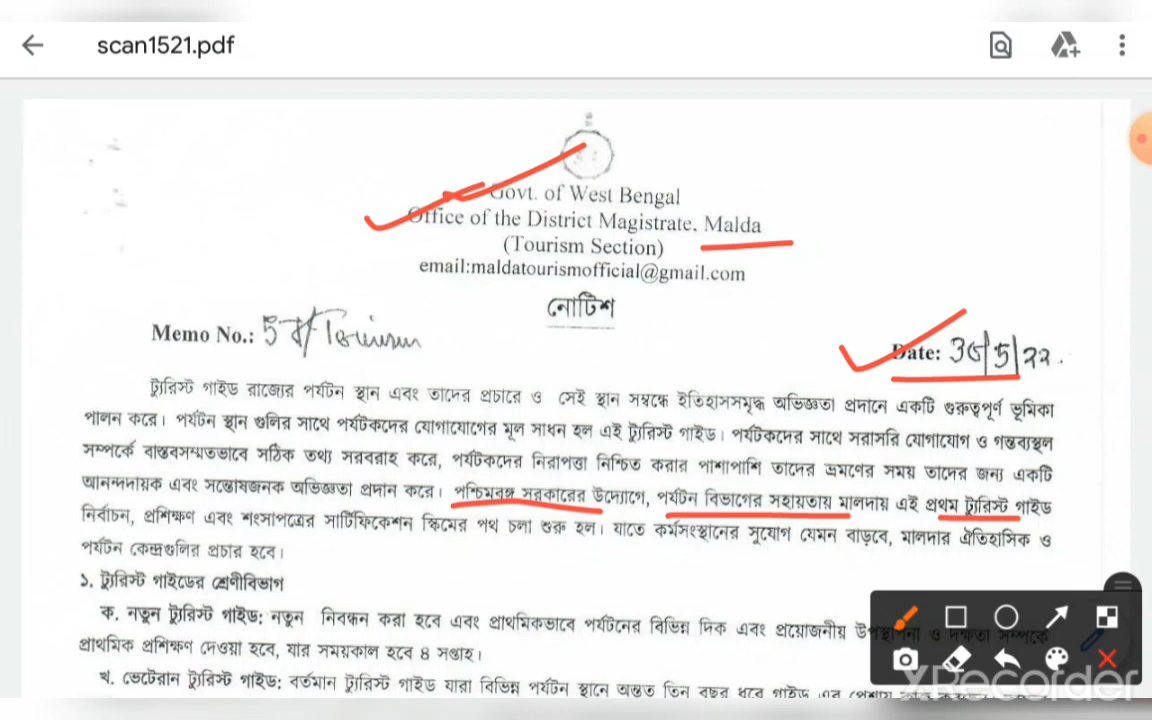 scan1521.pdf
Govt. of West Bengal
Office of the District Magistrate, Malda
(Tourism Section)
email:maldatourismofficial@gmail.com
নোটিশ
Memo No.: Tourism
Date: 30/5/22.
ট্যুরিস্ট গাইড রাজ্যের পর্যটন স্থান এবং তাদের প্রচারে ও সেই স্থান সম্বন্ধে ইতিহাসসমৃদ্ধ অভিজ্ঞতা প্রদানে একটি গুরুত্বপূর্ণ ভূমিকা
পালন করে। পর্যটন স্থান গুলির সাথে পর্যটকদের যোগাযোগের মূল সাধন হল এই ট্যুরিস্ট গাইড। পর্যটকদের সাথে সরাসরি যোগাযোগ ও গন্তব্যস্থল
সম্পর্কে বাস্তবসম্মতভাবে সঠিক তথ্য সরবরাহ করে, পর্যটকদের নিরাপত্তা নিশ্চিত করার পাশাপাশি তাদের ভ্রমণের সময় তাদের জন্য একটি
আনন্দদায়ক এবং সন্তোষজনক অভিজ্ঞতা প্রদান করে। পশ্চিমবঙ্গ সরকারের উদ্যোগে, পর্যটন বিভাগের সহায়তায় মালদায় এই প্রথম ট্যুরিস্ট গাইড
নির্বাচন, প্রশিক্ষণ এবং শংসাপত্রের সার্টিফিকেশন স্কিমের পথ চলা শুরু হল। যাতে কর্মসংস্থানের সুযোগ যেমন বাড়বে, মালদার ঐতিহাসিক ও
পর্যটন কেন্দ্রগুলির প্রচার হবে।
১. ট্যুরিস্ট গাইডের শ্রেণীবিভাগ
ক. নতুন ট্যুরিস্ট গাইড: নতুন নিবন্ধন করা হবে এবং প্রাথমিকভাবে পর্যটনের বিভিন্ন দিক এবং প্রয়োজনীয় উপস্থাপনা ও দক্ষতা সম্পর্কে
প্রাথমিক প্রশিক্ষণ দেওয়া হবে, যার সময়কাল হবে ৪ সপ্তাহ।
খ. ভেটেরান ট্যুরিস্ট গাইড: বর্তমান ট্যুরিস্ট গাইড যারা বিভিন্ন পর্যটন স্থানে অন্তত তিন বছর ধরে গাইড এর পেশায়
XRecorder